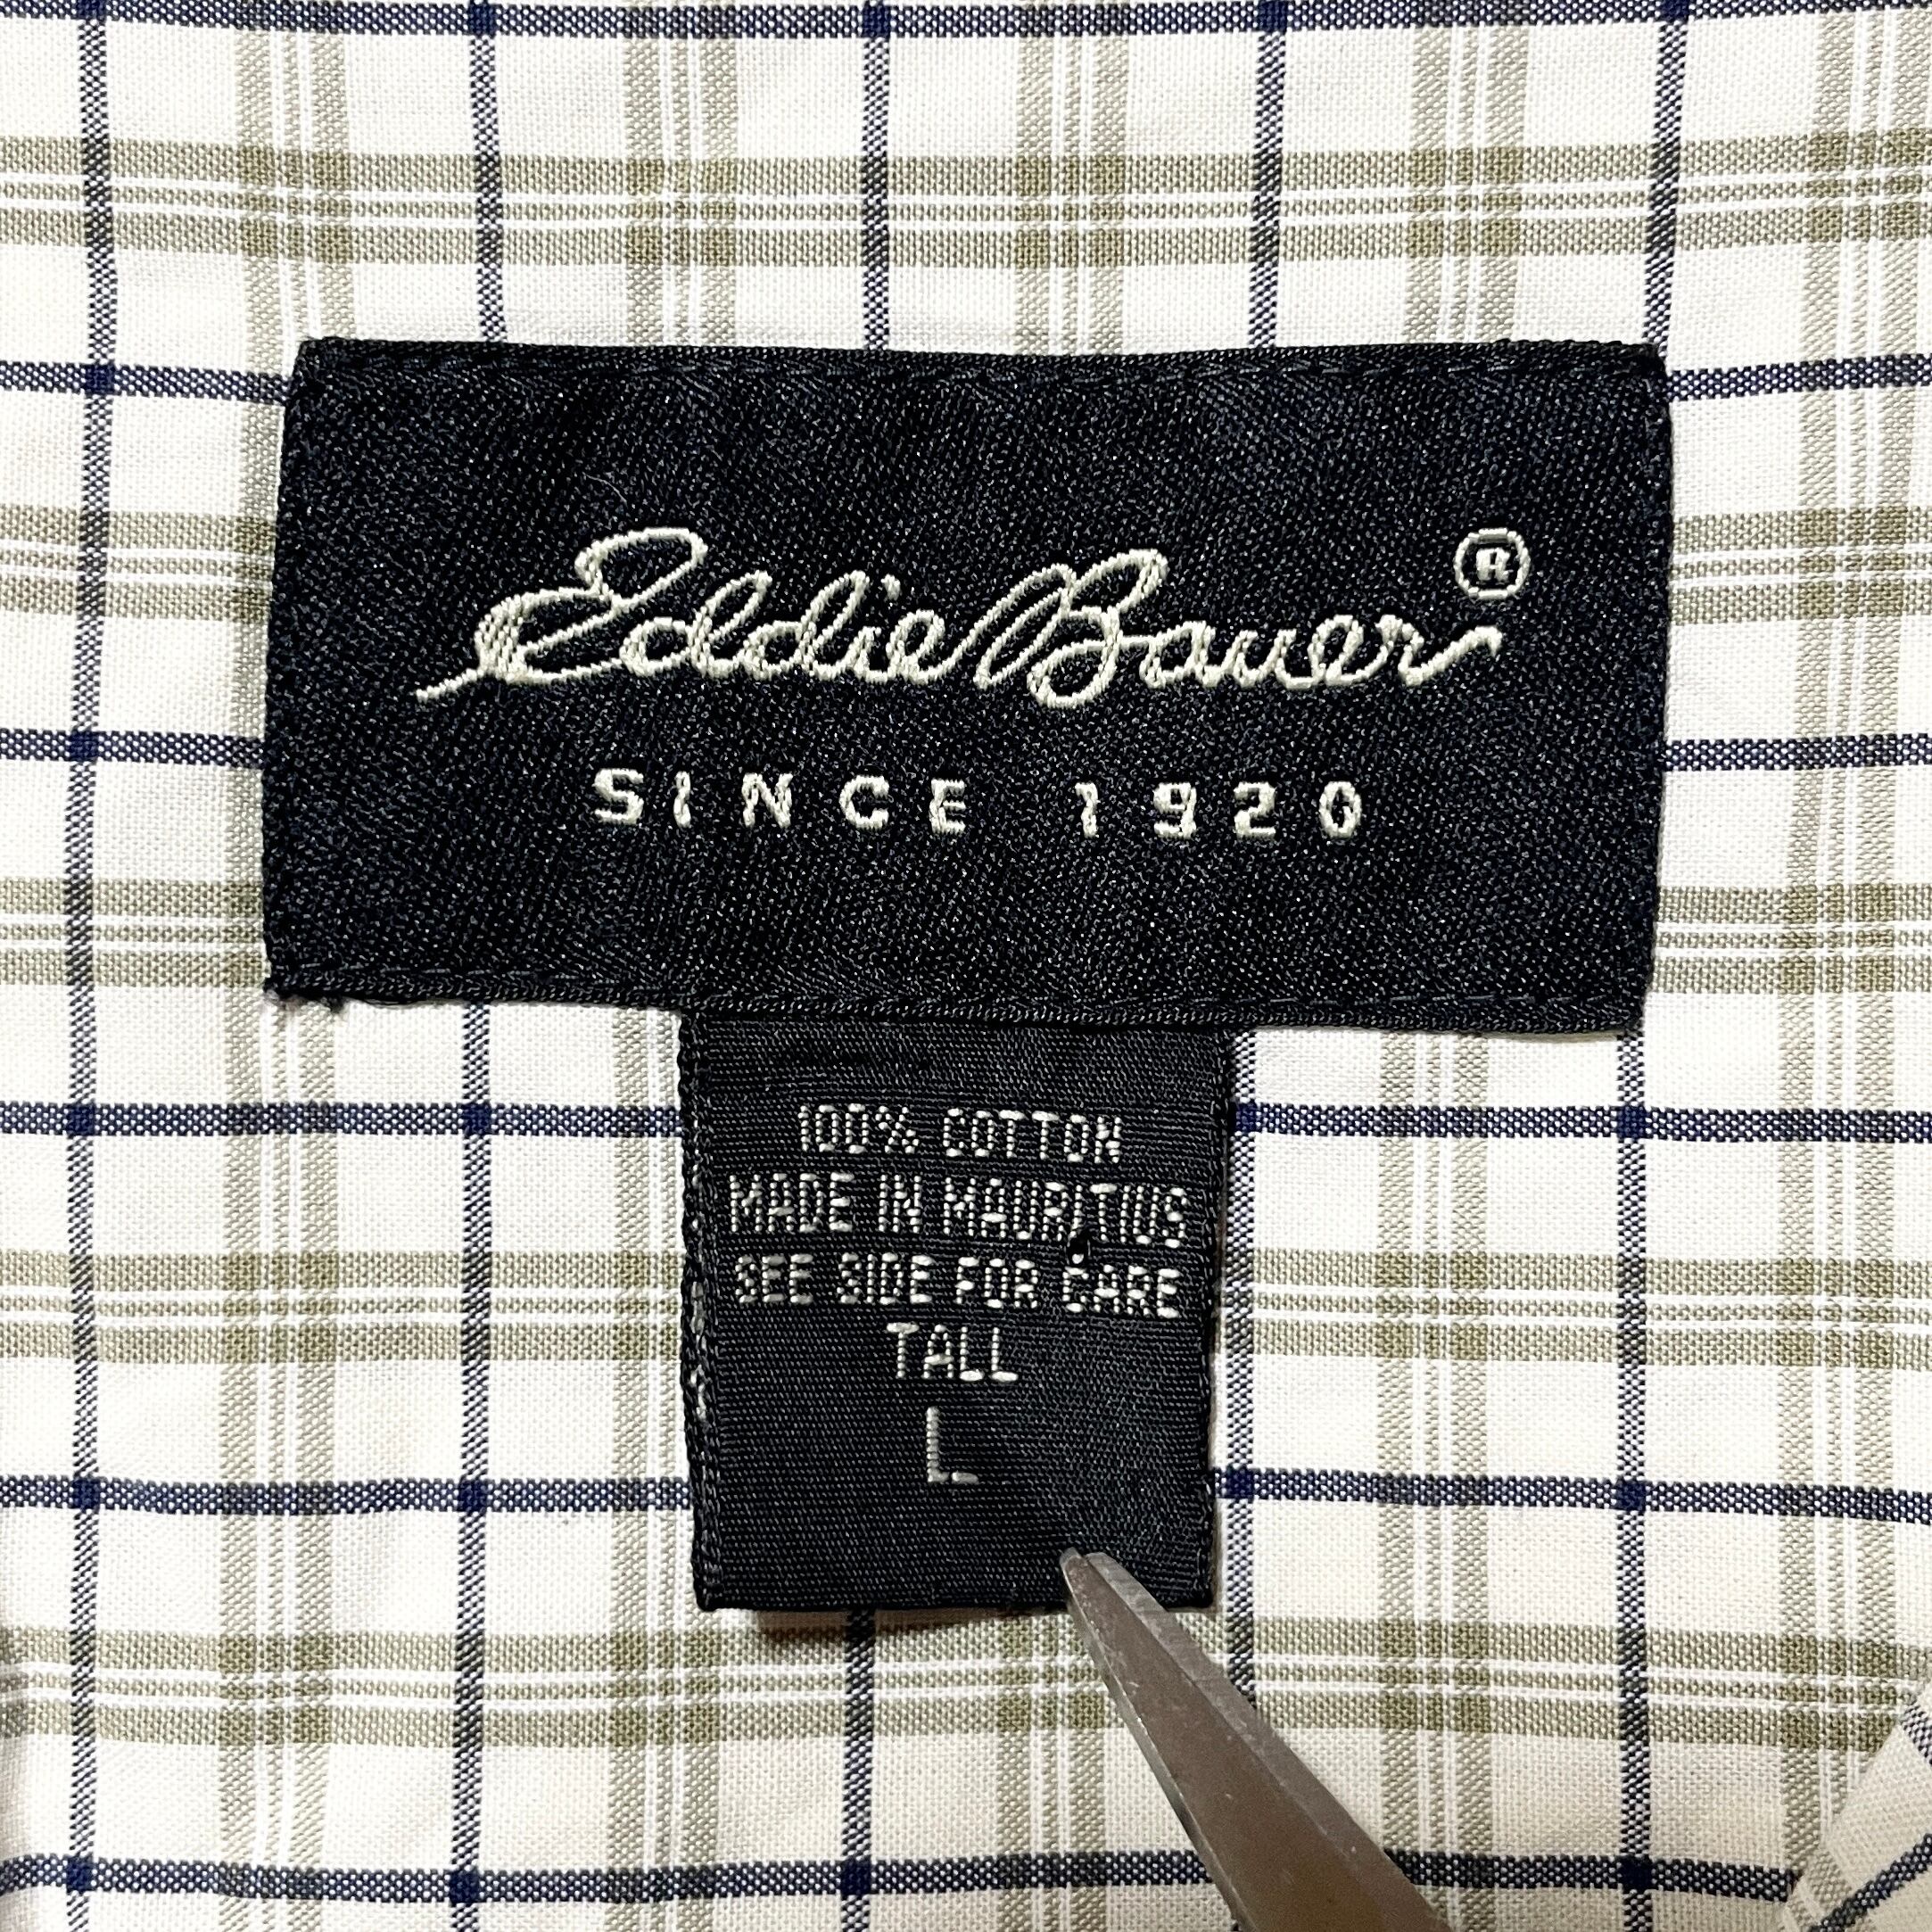 Eddie Bauer®
SINCE 1920
100% COTTON
MADE IN MAURITIUS
SEE SIDE FOR CARE
TALL
L